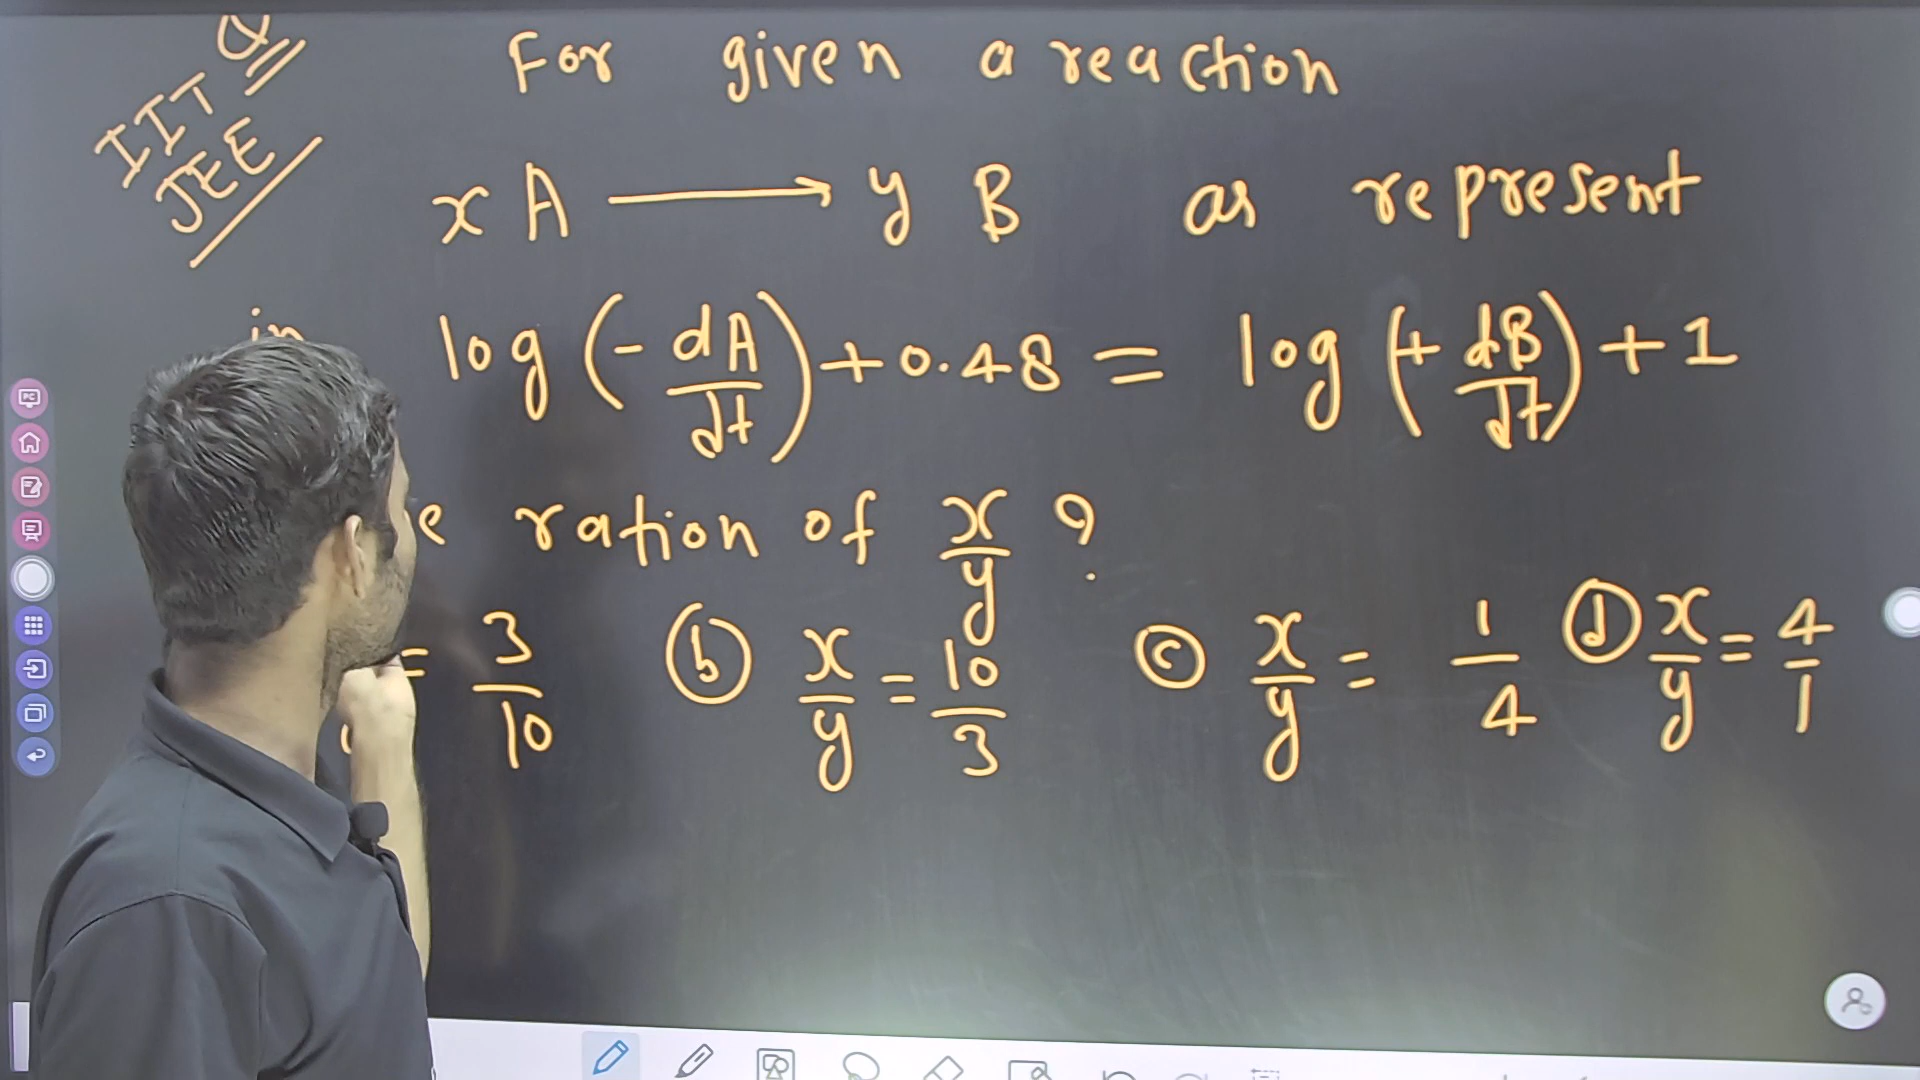 Q
IIT
JEE
For given a reaction
x A ⟶ y B as represent
in log (- dA/dt) + 0.48 = log (+ dB/dt) + 1
ration of x/y ?
= 3/10 (b) x/y = 10/3 (c) x/y = 1/4 (d) x/y = 4/1